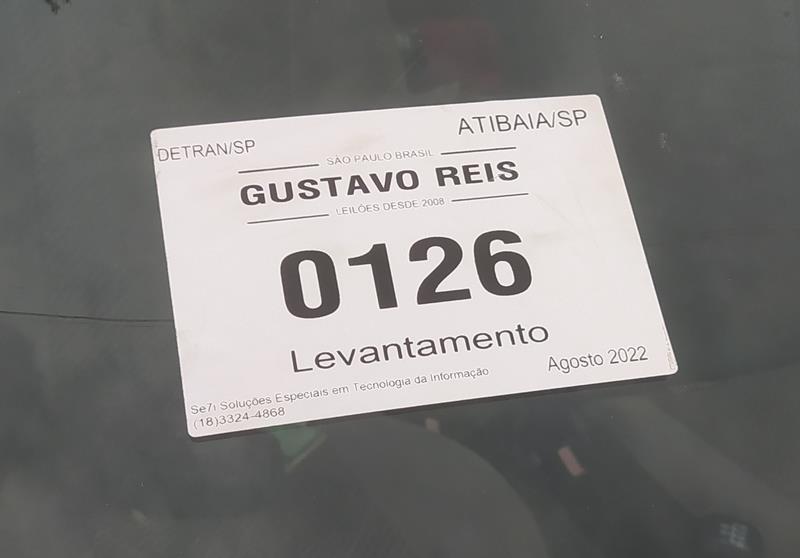 DETRAN/SP
ATIBAIA/SP
SÃO PAULO BRASIL
GUSTAVO REIS
LEILÕES DESDE 2008
0126
Levantamento
Agosto 2022
Se7i Soluções Especiais em Tecnologia da Informação
(18)3324-4868